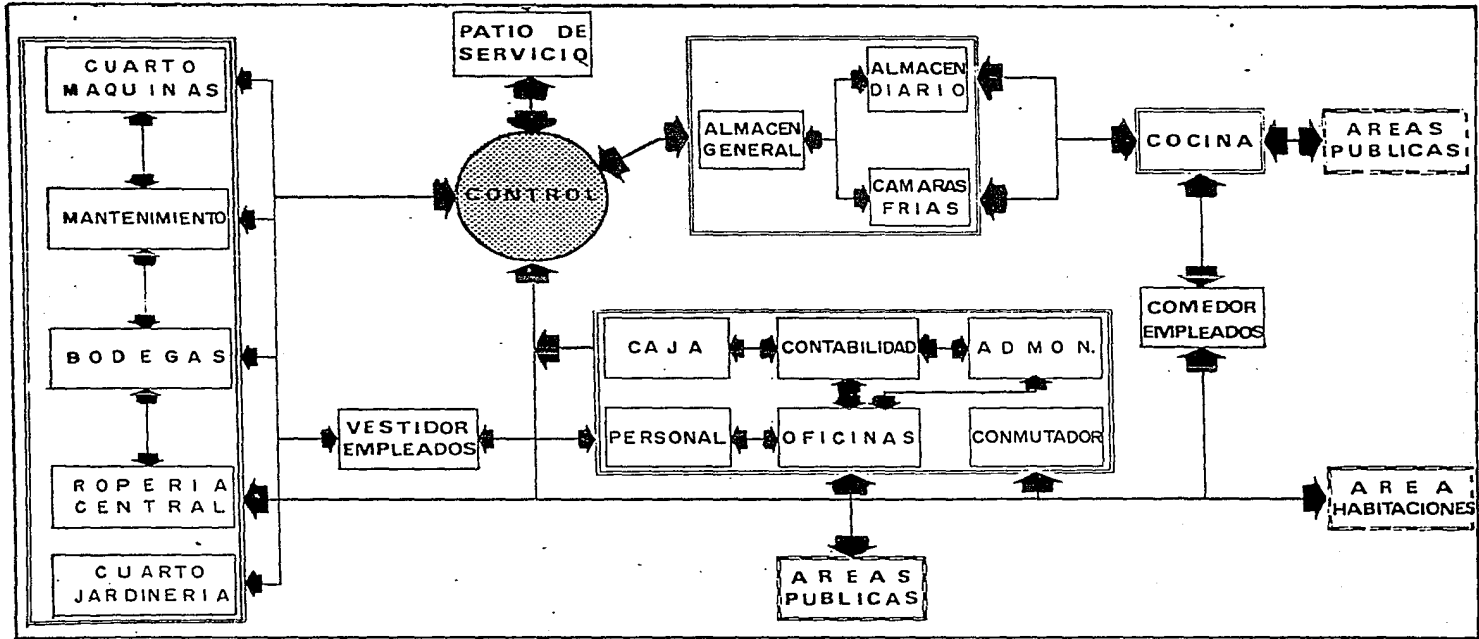 PATIO DE
SERVICIO
CUARTO
MAQUINAS
MANTENIMIENTO
BODEGAS
ROPERIA
CENTRAL
CUARTO
JARDINERIA
CONTROL
ALMACEN
GENERAL
ALMACEN
DIARIO
CAMARAS
FRIAS
COCINA
AREAS
PUBLICAS
COMEDOR
EMPLEADOS
VESTIDOR
EMPLEADOS
CAJA
CONTABILIDAD
ADMON.
PERSONAL
OFICINAS
CONMUTADOR
AREAS
PUBLICAS
AREA
HABITACIONES